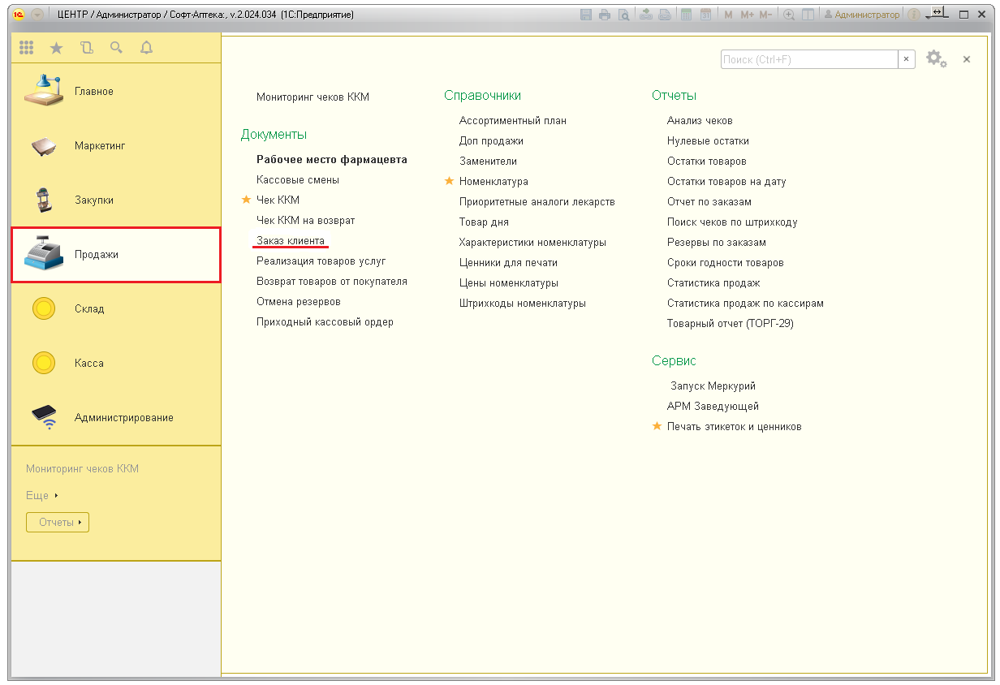 ЦЕНТР / Администратор / Софт-Аптека:, v.2.024.034 (1С:Предприятие)
M M+ M- Администратор
Главное
Маркетинг
Закупки
Продажи
Склад
Касса
Администрирование
Мониторинг чеков ККМ
Еще
Отчеты
Поиск (Ctrl+F)
Мониторинг чеков ККМ
Документы
Рабочее место фармацевта
Кассовые смены
Чек ККМ
Чек ККМ на возврат
Заказ клиента
Реализация товаров услуг
Возврат товаров от покупателя
Отмена резервов
Приходный кассовый ордер
Справочники
Ассортиментный план
Доп продажи
Заменители
Номенклатура
Приоритетные аналоги лекарств
Товар дня
Характеристики номенклатуры
Ценники для печати
Цены номенклатуры
Штрихкоды номенклатуры
Отчеты
Анализ чеков
Нулевые остатки
Остатки товаров
Остатки товаров на дату
Отчет по заказам
Поиск чеков по штрихкоду
Резервы по заказам
Сроки годности товаров
Статистика продаж
Статистика продаж по кассирам
Товарный отчет (ТОРГ-29)
Сервис
Запуск Меркурий
АРМ Заведующей
Печать этикеток и ценников